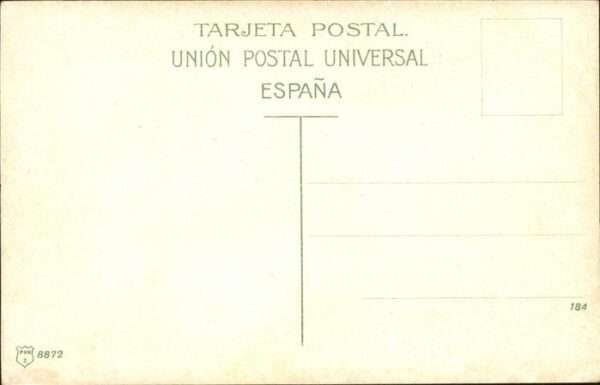 TARJETA POSTAL.
UNIÓN POSTAL UNIVERSAL
ESPAÑA
184
8872